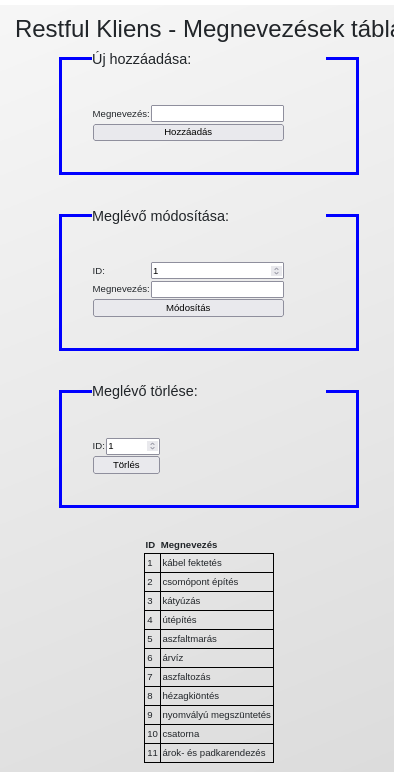 Restful Kliens - Megnevezések tábla
Új hozzáadása:
Megnevezés:
Hozzáadás
Meglévő módosítása:
ID: 1
Megnevezés:
Módosítás
Meglévő törlése:
ID: 1
Törlés
ID Megnevezés
1 kábel fektetés
2 csomópont építés
3 kátyúzás
4 útépítés
5 aszfaltmarás
6 árvíz
7 aszfaltozás
8 hézagkiöntés
9 nyomvályú megszüntetés
10 csatorna
11 árok- és padkarendezés